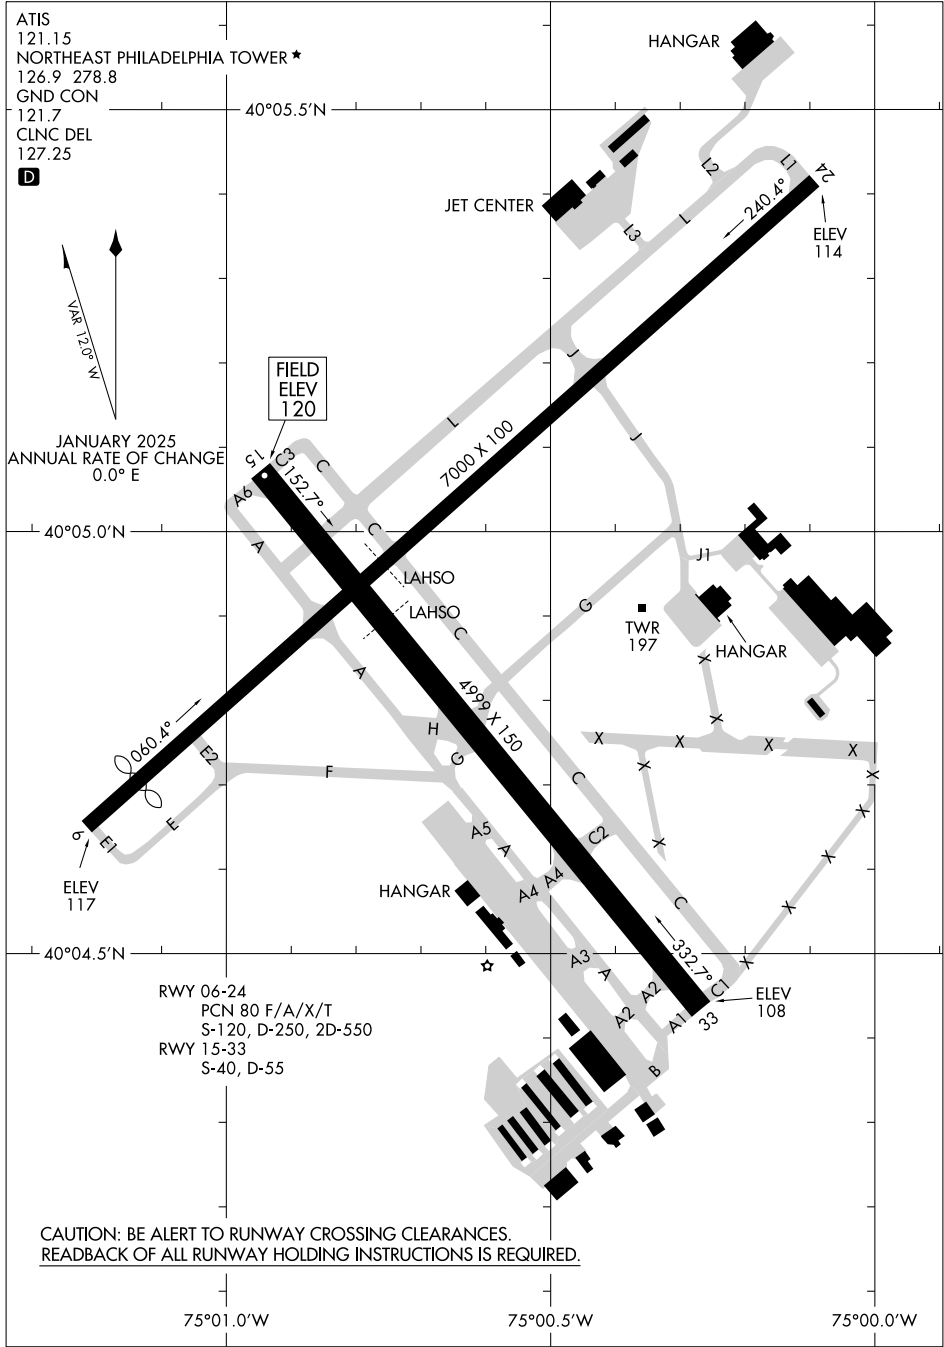 ATIS
121.15
NORTHEAST PHILADELPHIA TOWER ★
126.9 278.8
GND CON
121.7
CLNC DEL
127.25
D
HANGAR
40°05.5'N
L2
L1
24
JET CENTER
L
240.4°
L3
ELEV
114
VAR 12.0° W
J
FIELD
ELEV
120
JANUARY 2025
ANNUAL RATE OF CHANGE
0.0° E
L
J
7000 X 100
15
C3
C
152.7°
A6
C
40°05.0'N
A
J1
LAHSO
LAHSO
G
TWR
197
HANGAR
C
A
X
4999 X 150
X
060.4°
H
X
X
X
X
E2
G
F
X
C
X
E
A5
C2
X
6
E1
A
X
X
ELEV
117
HANGAR
A4
A4
C
X
332.7°
40°04.5'N
A3
A
X
A2
C1
ELEV
108
A2
A1
33
B
RWY 06-24
PCN 80 F/A/X/T
S-120, D-250, 2D-550
RWY 15-33
S-40, D-55
CAUTION: BE ALERT TO RUNWAY CROSSING CLEARANCES.
READBACK OF ALL RUNWAY HOLDING INSTRUCTIONS IS REQUIRED.
75°01.0'W
75°00.5'W
75°00.0'W